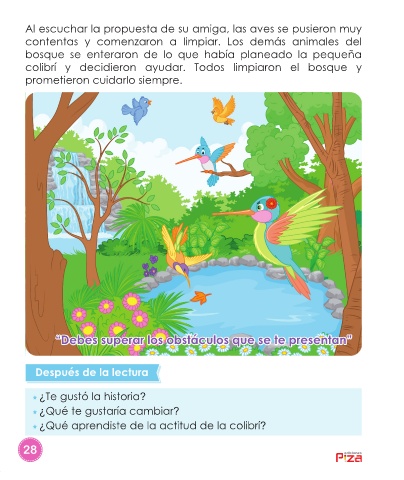 Al escuchar la propuesta de su amiga, las aves se pusieron muy
contentas y comenzaron a limpiar. Los demás animales del
bosque se enteraron de lo que había planeado la pequeña
colibrí y decidieron ayudar. Todos limpiaron el bosque y
prometieron cuidarlo siempre.
"Debes superar los obstáculos que se te presentan"
Después de la lectura
• ¿Te gustó la historia?
• ¿Qué te gustaría cambiar?
• ¿Qué aprendiste de la actitud de la colibrí?
28
Piza